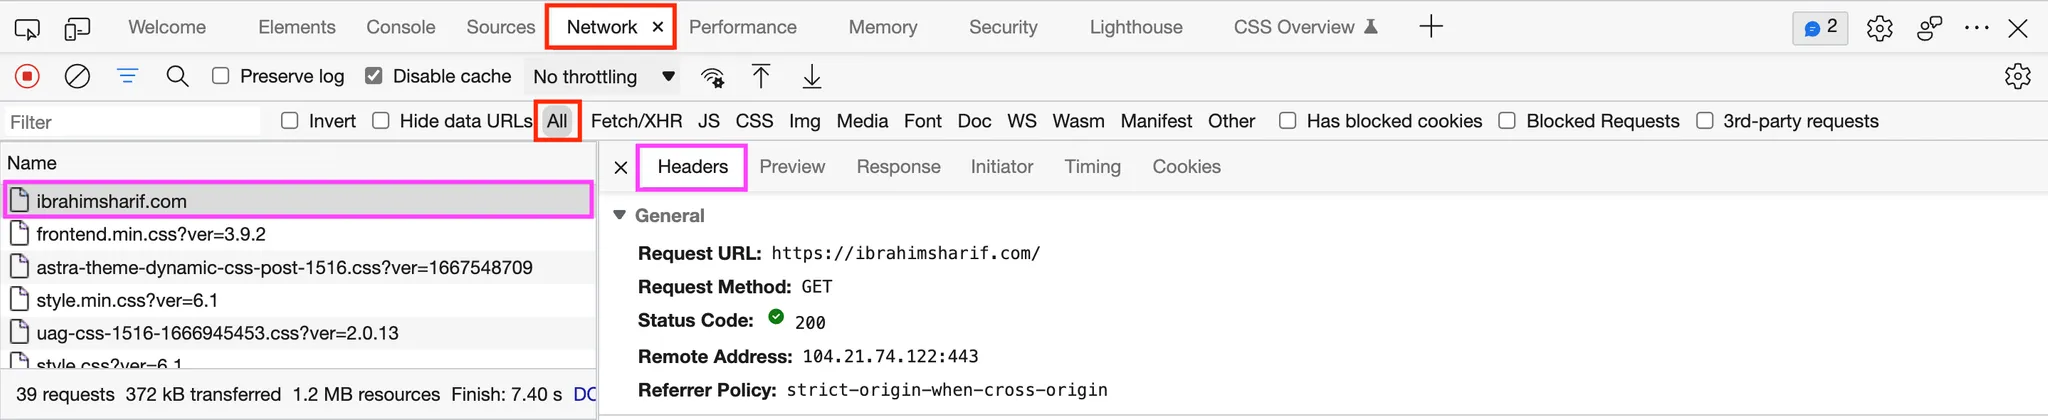 Welcome Elements Console Sources Network × Performance Memory Security Lighthouse CSS Overview 2
Preserve log Disable cache No throttling
Filter Invert Hide data URLs All Fetch/XHR JS CSS Img Media Font Doc WS Wasm Manifest Other Has blocked cookies Blocked Requests 3rd-party requests
Name
ibrahimsharif.com
frontend.min.css?ver=3.9.2
astra-theme-dynamic-css-post-1516.css?ver=1667548709
style.min.css?ver=6.1
uag-css-1516-1666945453.css?ver=2.0.13
style.css?ver=6.1
39 requests 372 kB transferred 1.2 MB resources Finish: 7.40 s DC
Headers Preview Response Initiator Timing Cookies
General
Request URL: https://ibrahimsharif.com/
Request Method: GET
Status Code: 200
Remote Address: 104.21.74.122:443
Referrer Policy: strict-origin-when-cross-origin